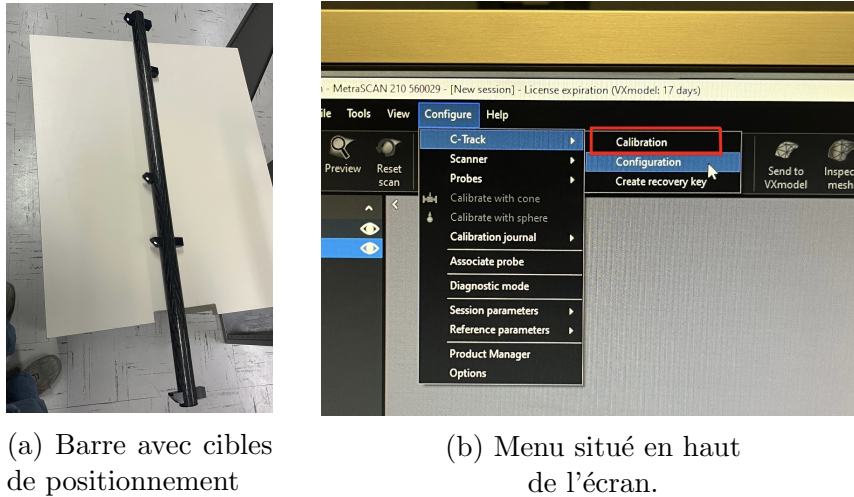 n - MetraSCAN 210 560029 - [New session] - License expiration (VXmodel: 17 days)
ile Tools View Configure Help
Preview
Reset
scan
C-Track
Scanner
Probes
Calibrate with cone
Calibrate with sphere
Calibration journal
Associate probe
Diagnostic mode
Session parameters
Reference parameters
Product Manager
Options
Calibration
Configuration
Create recovery key
Send to
VXmodel
Inspec
mesh
(a) Barre avec cibles
de positionnement
(b) Menu situé en haut
de l'écran.